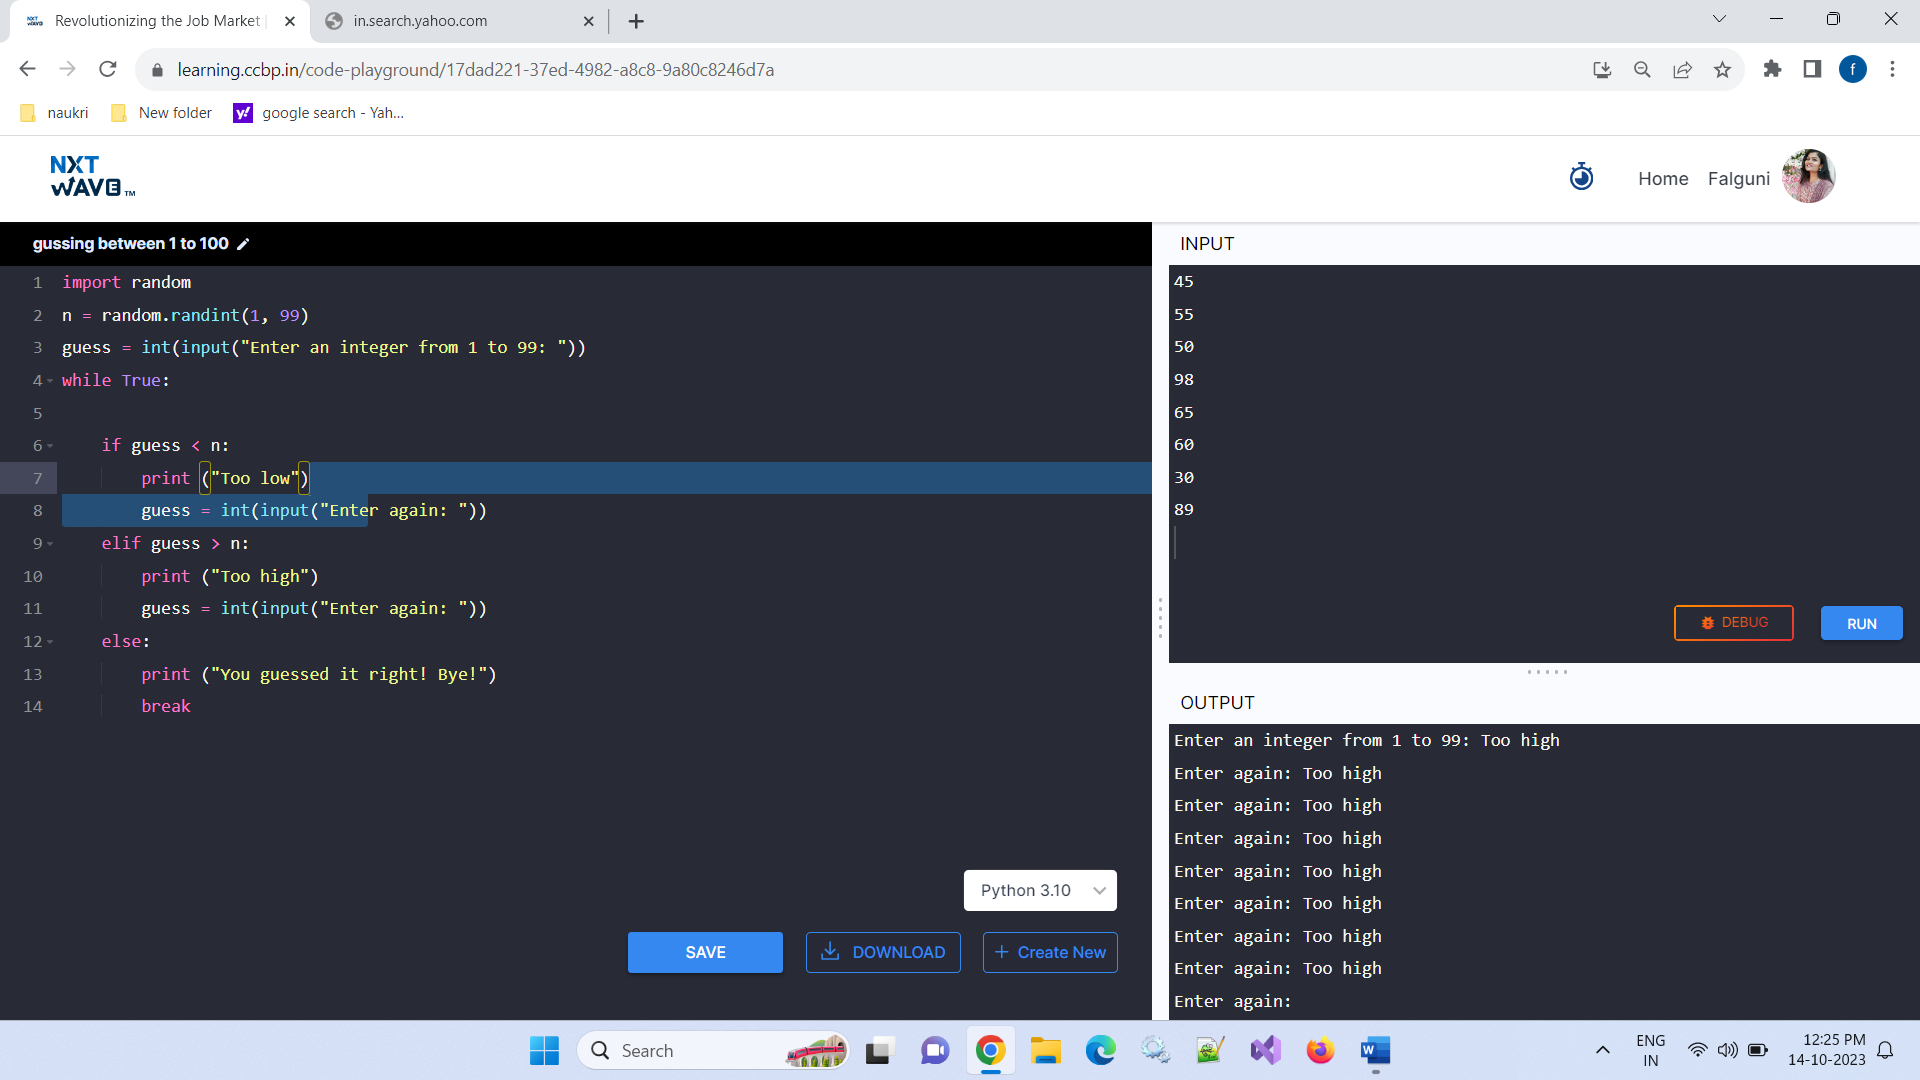 Revolutionizing the Job Market
in.search.yahoo.com
learning.ccbp.in/code-playground/17dad221-37ed-4982-a8c8-9a80c8246d7a
f
naukri
New folder
y!
google search - Yah...
NXT
WAVE TM
Home
Falguni
gussing between 1 to 100
1 import random
2 n = random.randint(1, 99)
3 guess = int(input("Enter an integer from 1 to 99: "))
4 while True:
5
6 if guess < n:
7 print ("Too low")
8 guess = int(input("Enter again: "))
9 elif guess > n:
10 print ("Too high")
11 guess = int(input("Enter again: "))
12 else:
13 print ("You guessed it right! Bye!")
14 break
Python 3.10
SAVE
DOWNLOAD
+ Create New
INPUT
45
55
50
98
65
60
30
89
DEBUG
RUN
OUTPUT
Enter an integer from 1 to 99: Too high
Enter again: Too high
Enter again: Too high
Enter again: Too high
Enter again: Too high
Enter again: Too high
Enter again: Too high
Enter again: Too high
Enter again:
Search
W
ENG
IN
12:25 PM
14-10-2023